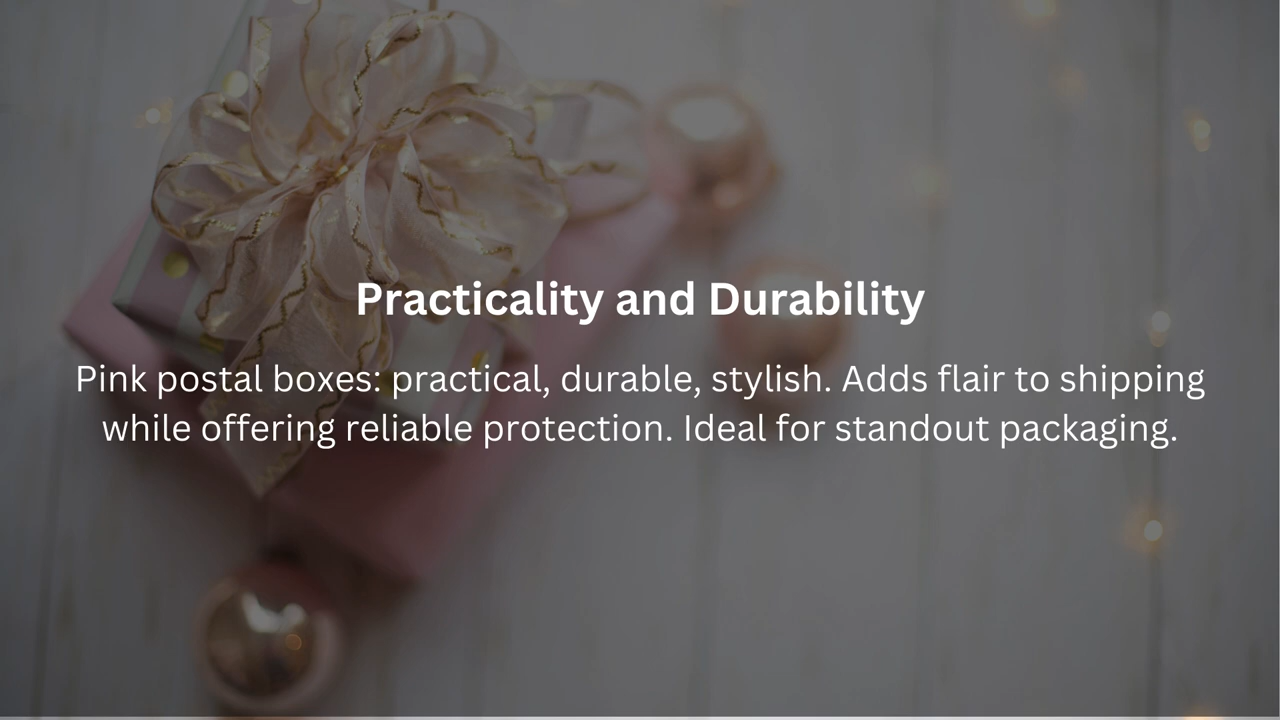 Practicality and Durability
Pink postal boxes: practical, durable, stylish. Adds flair to shipping
while offering reliable protection. Ideal for standout packaging.